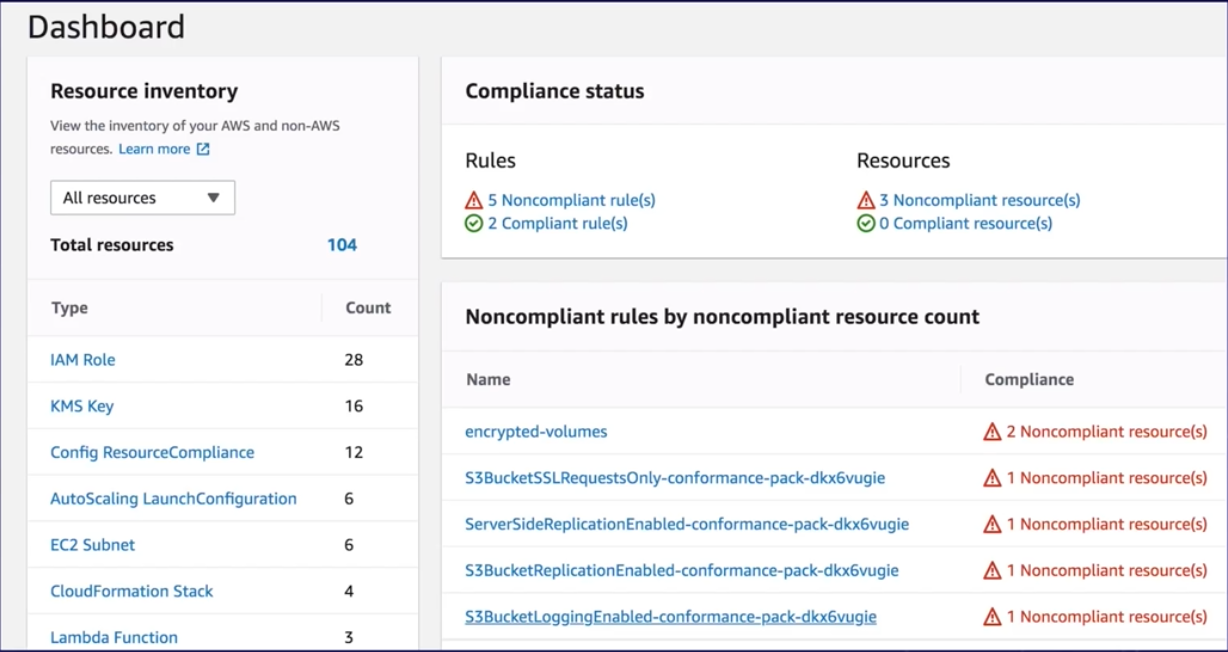 Dashboard
Resource inventory
View the inventory of your AWS and non-AWS
resources. Learn more
All resources
Total resources 104
Type Count
IAM Role 28
KMS Key 16
Config ResourceCompliance 12
AutoScaling LaunchConfiguration 6
EC2 Subnet 6
CloudFormation Stack 4
Lambda Function 3
Compliance status
Rules
5 Noncompliant rule(s)
2 Compliant rule(s)
Resources
3 Noncompliant resource(s)
0 Compliant resource(s)
Noncompliant rules by noncompliant resource count
Name Compliance
encrypted-volumes 2 Noncompliant resource(s)
S3BucketSSLRequestsOnly-conformance-pack-dkx6vugie 1 Noncompliant resource(s)
ServerSideReplicationEnabled-conformance-pack-dkx6vugie 1 Noncompliant resource(s)
S3BucketReplicationEnabled-conformance-pack-dkx6vugie 1 Noncompliant resource(s)
S3BucketLoggingEnabled-conformance-pack-dkx6vugie 1 Noncompliant resource(s)